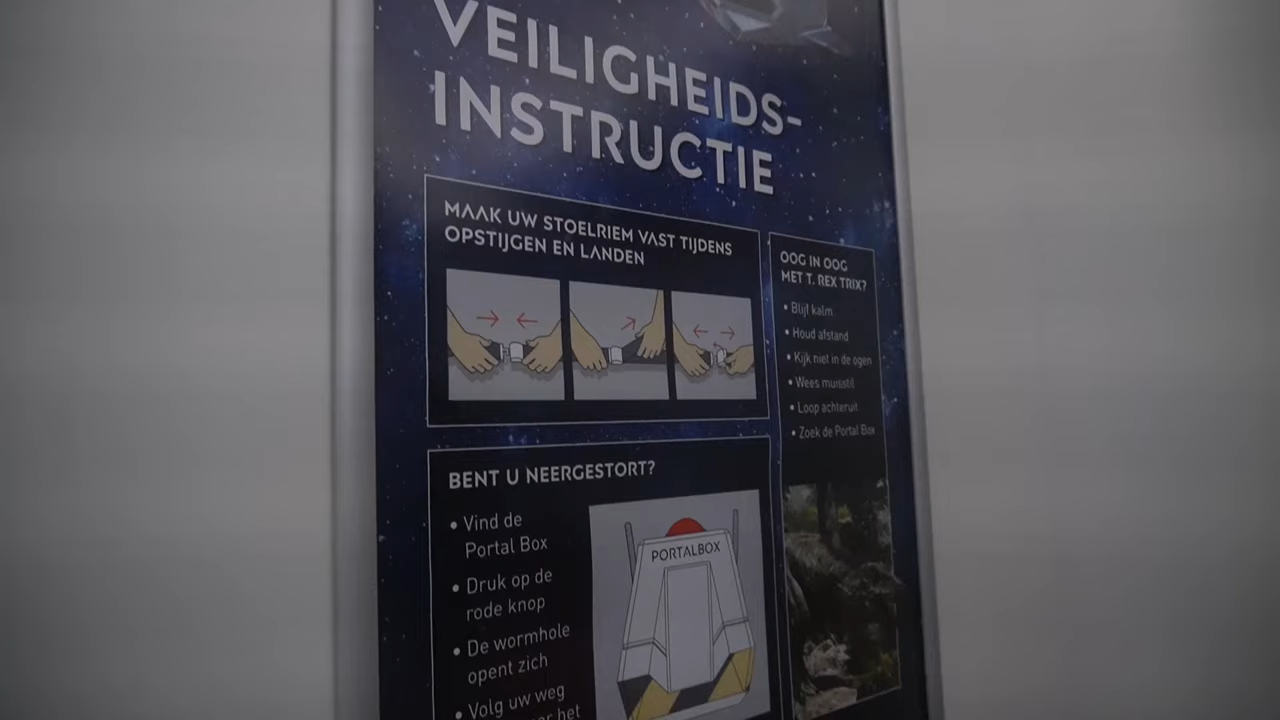 VEILIGHEIDS-
INSTRUCTIE
MAAK UW STOELRIEM VAST TIJDENS
OPSTIJGEN EN LANDEN
OOG IN OOG
MET T. REX TRIX?
• Blijf kalm
• Houd afstand
• Kijk niet in de ogen
• Wees muisstil
• Loop achteruit
• Zoek de Portal Box
BENT U NEERGESTORT?
• Vind de
Portal Box
• Druk op de
rode knop
• De wormhole
opent zich
• Volg uw weg
het
PORTALBOX